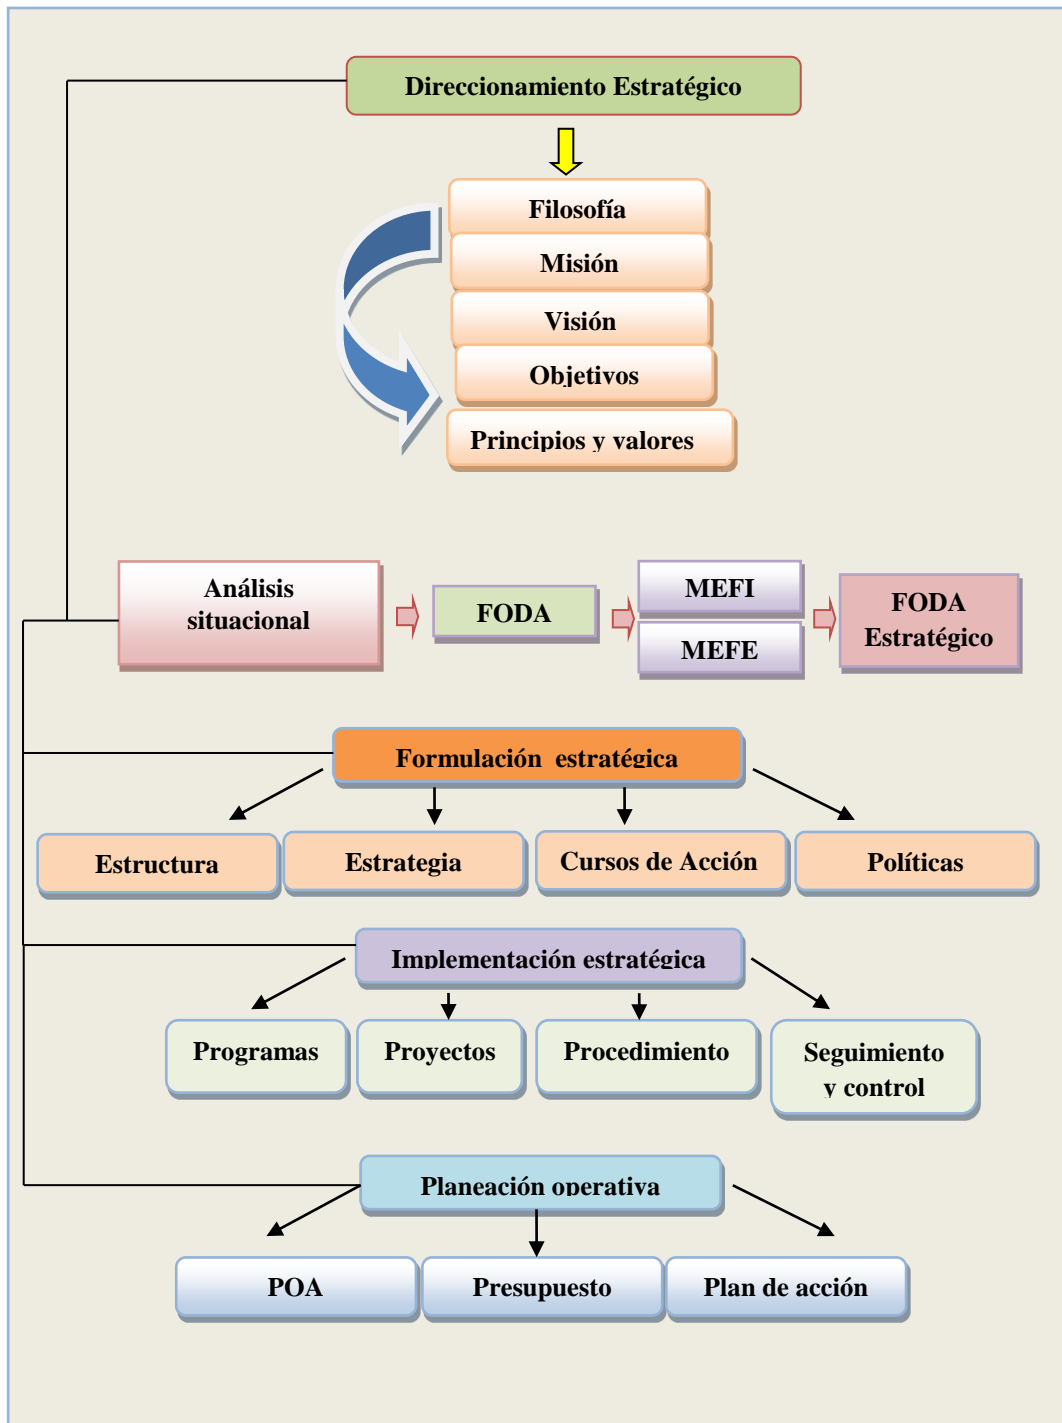 Direccionamiento Estratégico
Filosofía
Misión
Visión
Objetivos
Principios y valores
Análisis
situacional
FODA
MEFI
MEFE
FODA
Estratégico
Formulación estratégica
Estructura
Estrategia
Cursos de Acción
Políticas
Implementación estratégica
Programas
Proyectos
Procedimiento
Seguimiento
y control
Planeación operativa
POA
Presupuesto
Plan de acción